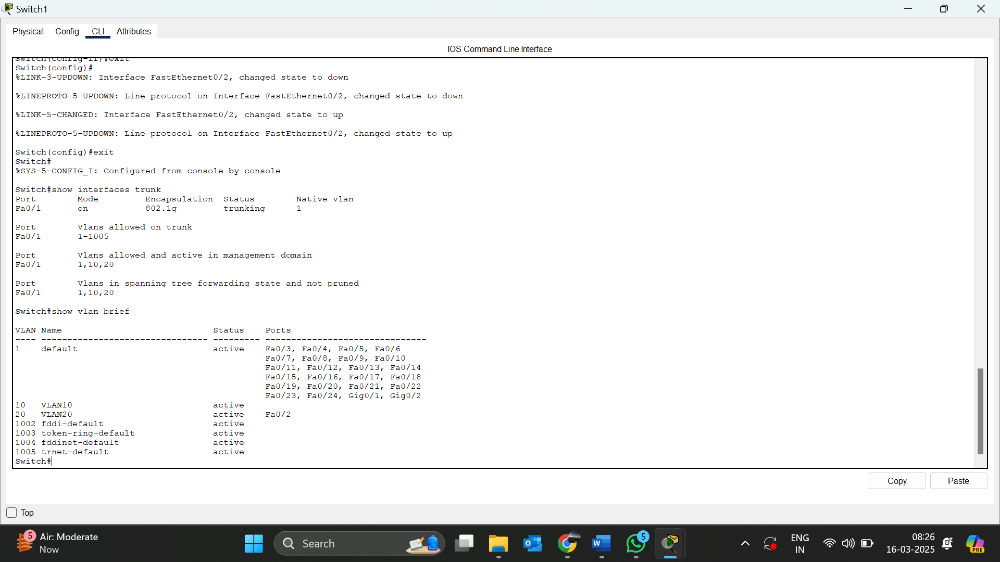 Switch1
Physical Config CLI Attributes
IOS Command Line Interface
Switch(config-if)#exit
Switch(config)#
%LINK-3-UPDOWN: Interface FastEthernet0/2, changed state to down
%LINEPROTO-5-UPDOWN: Line protocol on Interface FastEthernet0/2, changed state to down
%LINK-5-CHANGED: Interface FastEthernet0/2, changed state to up
%LINEPROTO-5-UPDOWN: Line protocol on Interface FastEthernet0/2, changed state to up
Switch(config)#exit
Switch#
%SYS-5-CONFIG_I: Configured from console by console
Switch#show interfaces trunk
Port Mode Encapsulation Status Native vlan
Fa0/1 on 802.1q trunking 1
Port Vlans allowed on trunk
Fa0/1 1-1005
Port Vlans allowed and active in management domain
Fa0/1 1,10,20
Port Vlans in spanning tree forwarding state and not pruned
Fa0/1 1,10,20
Switch#show vlan brief
VLAN Name Status Ports
---- -------------------------------- --------- -------------------------------
1 default active Fa0/3, Fa0/4, Fa0/5, Fa0/6
Fa0/7, Fa0/8, Fa0/9, Fa0/10
Fa0/11, Fa0/12, Fa0/13, Fa0/14
Fa0/15, Fa0/16, Fa0/17, Fa0/18
Fa0/19, Fa0/20, Fa0/21, Fa0/22
Fa0/23, Fa0/24, Gig0/1, Gig0/2
10 VLAN10 active
20 VLAN20 active Fa0/2
1002 fddi-default active
1003 token-ring-default active
1004 fddinet-default active
1005 trnet-default active
Switch#
Copy Paste
Top
5
Air: Moderate
Now
Search
5
ENG
IN
08:26
16-03-2025
PRE